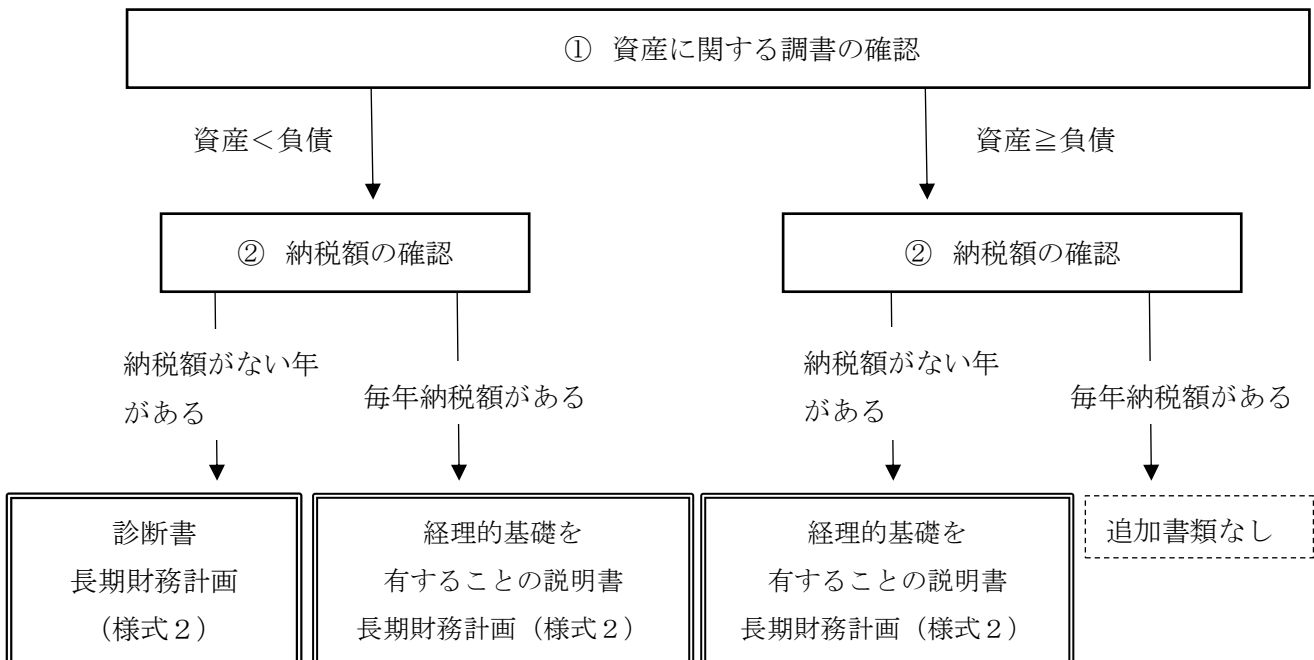 ① 資産に関する調書の確認
資産＜負債
資産≧負債
② 納税額の確認
② 納税額の確認
納税額がない年
がある
毎年納税額がある
納税額がない年
がある
毎年納税額がある
診断書
長期財務計画
（様式２）
経理的基礎を
有することの説明書
長期財務計画（様式２）
経理的基礎を
有することの説明書
長期財務計画（様式２）
追加書類なし